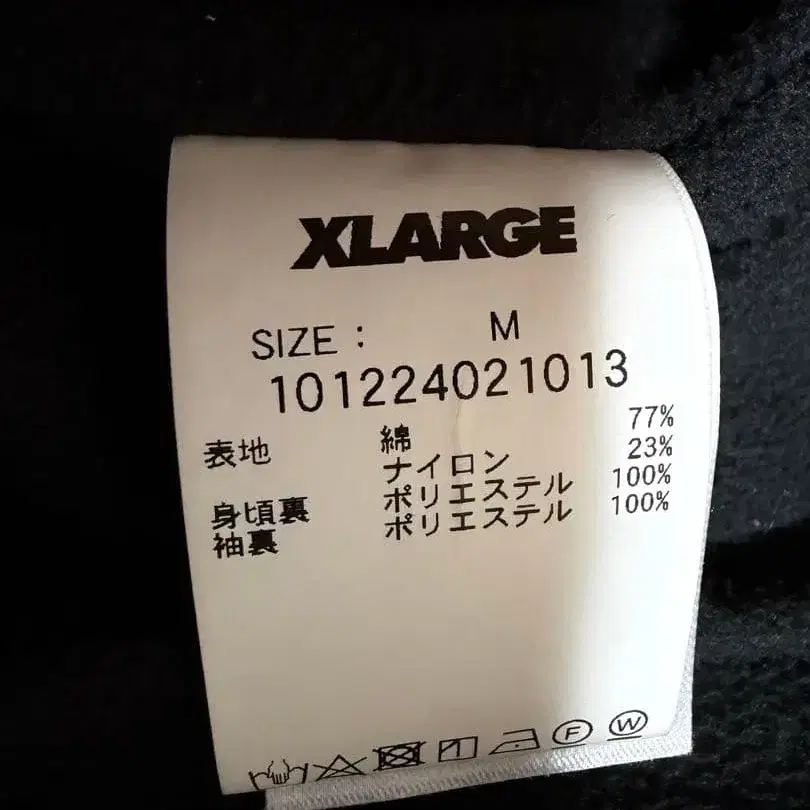 XLARGE
SIZE : M
101224021013
表地 綿 77%
ナイロン 23%
身頃裏 ポリエステル 100%
袖裏 ポリエステル 100%
F W